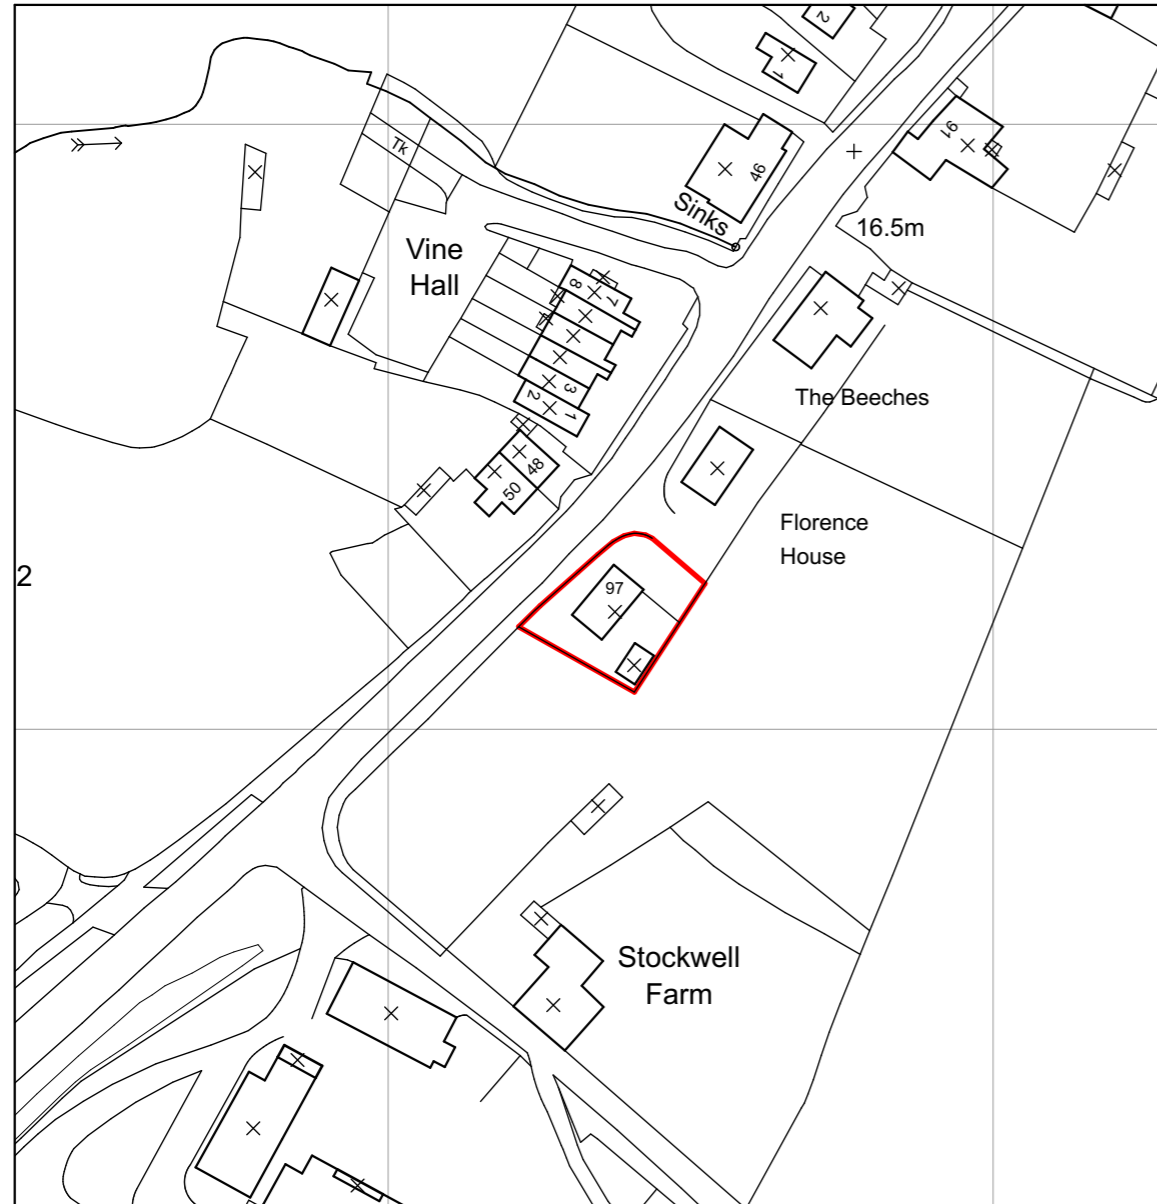 2
1
91
Tk
46
Sinks
16.5m
Vine
Hall
8
7
The Beeches
3
2
1
48
50
Florence
House
2
97
Stockwell
Farm